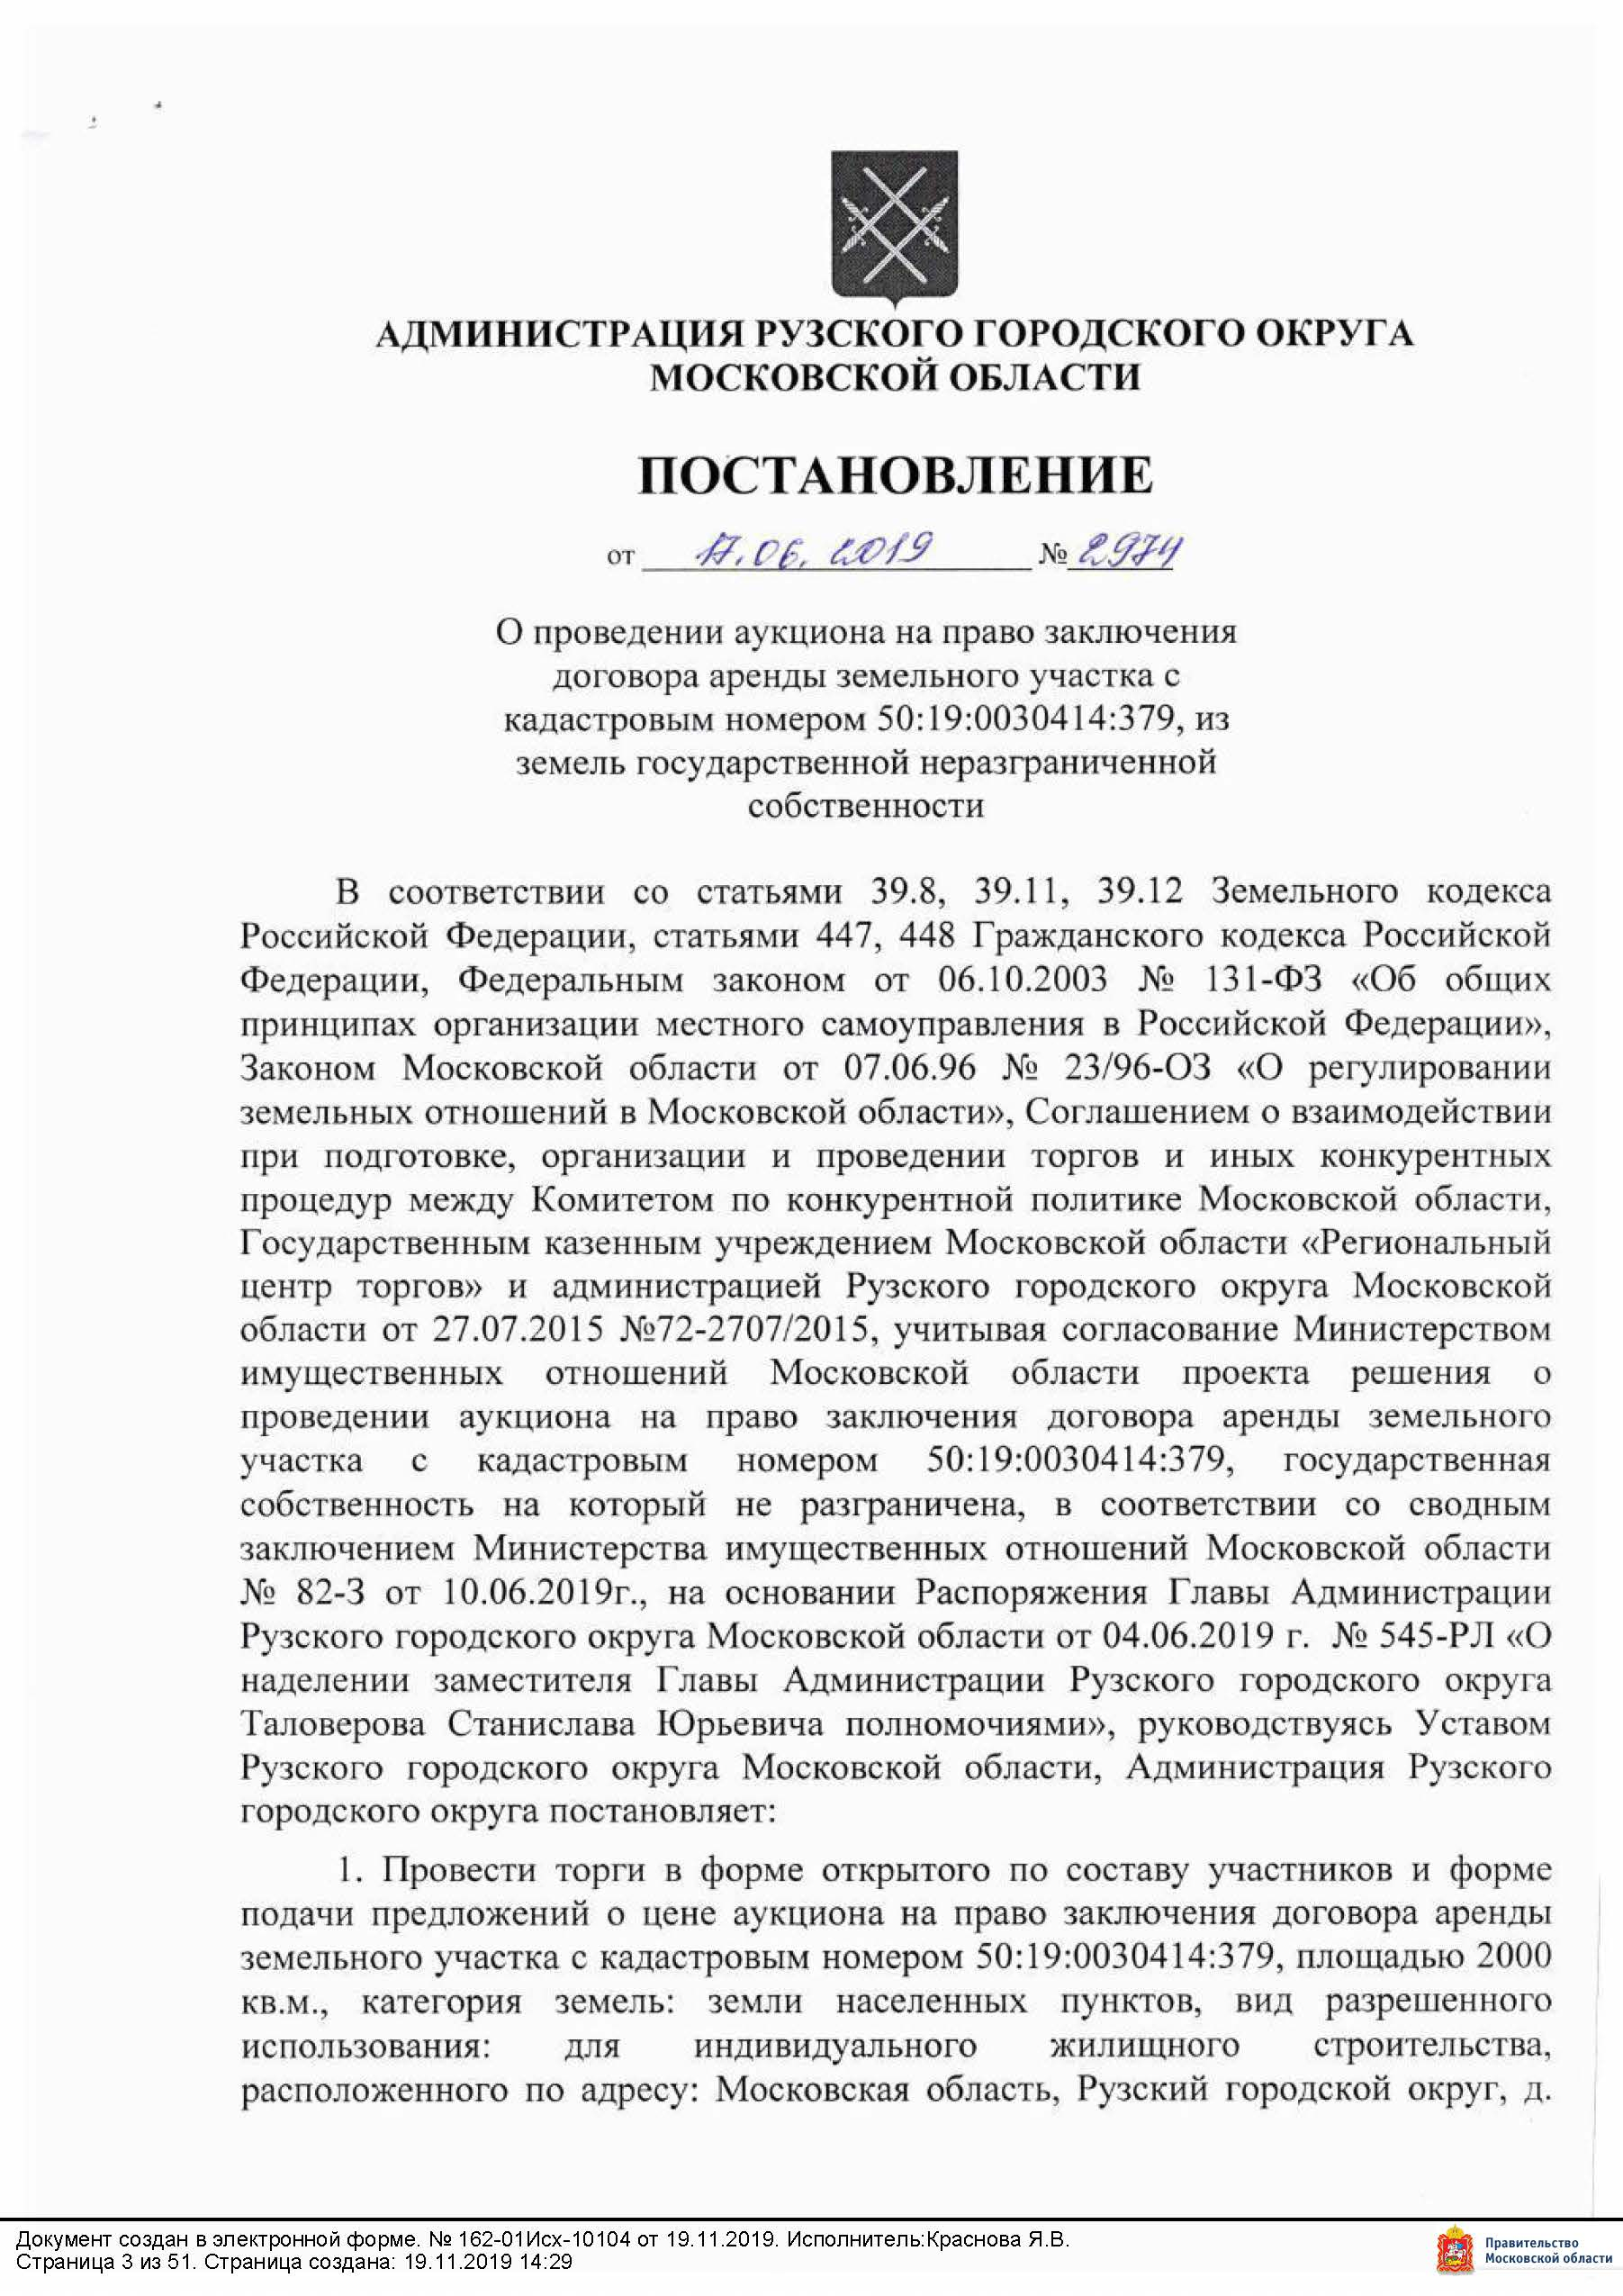 АДМИНИСТРАЦИЯ РУЗСКОГО ГОРОДСКОГО ОКРУГА
МОСКОВСКОЙ ОБЛАСТИ
ПОСТАНОВЛЕНИЕ
от 17.06.2019 № 2974
О проведении аукциона на право заключения
договора аренды земельного участка с
кадастровым номером 50:19:0030414:379, из
земель государственной неразграниченной
собственности
В соответствии со статьями 39.8, 39.11, 39.12 Земельного кодекса
Российской Федерации, статьями 447, 448 Гражданского кодекса Российской
Федерации, Федеральным законом от 06.10.2003 № 131-ФЗ «Об общих
принципах организации местного самоуправления в Российской Федерации»,
Законом Московской области от 07.06.96 № 23/96-ОЗ «О регулировании
земельных отношений в Московской области», Соглашением о взаимодействии
при подготовке, организации и проведении торгов и иных конкурентных
процедур между Комитетом по конкурентной политике Московской области,
Государственным казенным учреждением Московской области «Региональный
центр торгов» и администрацией Рузского городского округа Московской
области от 27.07.2015 №72-2707/2015, учитывая согласование Министерством
имущественных отношений Московской области проекта решения о
проведении аукциона на право заключения договора аренды земельного
участка с кадастровым номером 50:19:0030414:379, государственная
собственность на который не разграничена, в соответствии со сводным
заключением Министерства имущественных отношений Московской области
№ 82-З от 10.06.2019г., на основании Распоряжения Главы Администрации
Рузского городского округа Московской области от 04.06.2019 г. № 545-РЛ «О
наделении заместителя Главы Администрации Рузского городского округа
Таловерова Станислава Юрьевича полномочиями», руководствуясь Уставом
Рузского городского округа Московской области, Администрация Рузского
городского округа постановляет:
1. Провести торги в форме открытого по составу участников и форме
подачи предложений о цене аукциона на право заключения договора аренды
земельного участка с кадастровым номером 50:19:0030414:379, площадью 2000
кв.м., категория земель: земли населенных пунктов, вид разрешенного
использования: для индивидуального жилищного строительства,
расположенного по адресу: Московская область, Рузский городской округ, д.
Документ создан в электронной форме. № 162-01Исх-10104 от 19.11.2019. Исполнитель:Краснова Я.В.
Страница 3 из 51. Страница создана: 19.11.2019 14:29
Правительство
Московской области